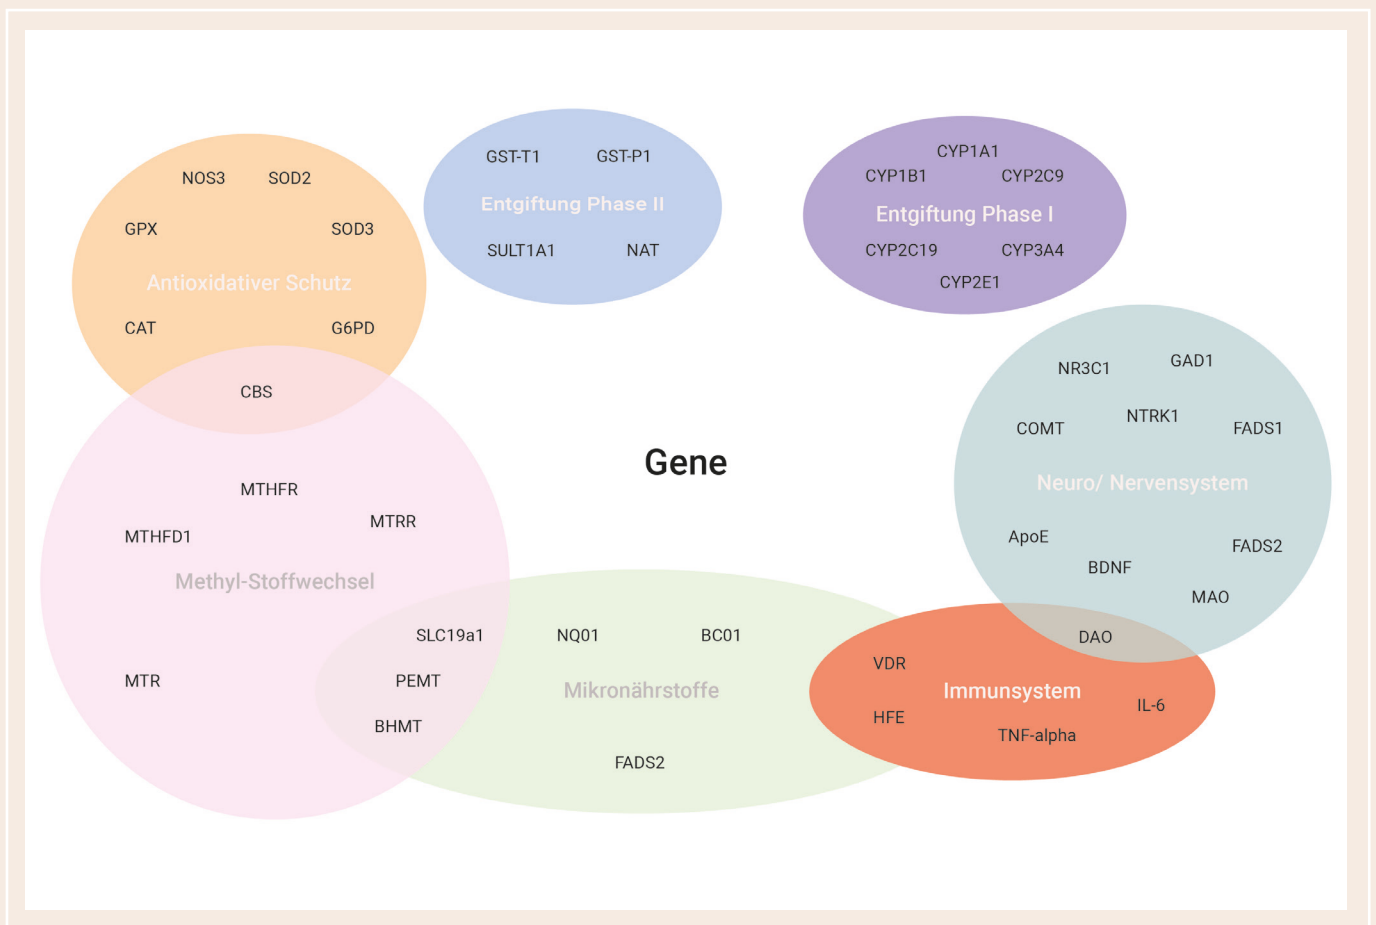 NOS3
SOD2
GPX
SOD3
Antioxidativer Schutz
CAT
G6PD
CBS
GST-T1
GST-P1
Entgiftung Phase II
SULT1A1
NAT
CYP1A1
CYP1B1
CYP2C9
Entgiftung Phase I
CYP2C19
CYP3A4
CYP2E1
Gene
NR3C1
GAD1
COMT
NTRK1
FADS1
Neuro/ Nervensystem
ApoE
FADS2
BDNF
MAO
DAO
MTHFR
MTRR
MTHFD1
Methyl-Stoffwechsel
MTR
SLC19a1
PEMT
BHMT
NQ01
BC01
Mikronährstoffe
FADS2
VDR
Immunsystem
HFE
IL-6
TNF-alpha